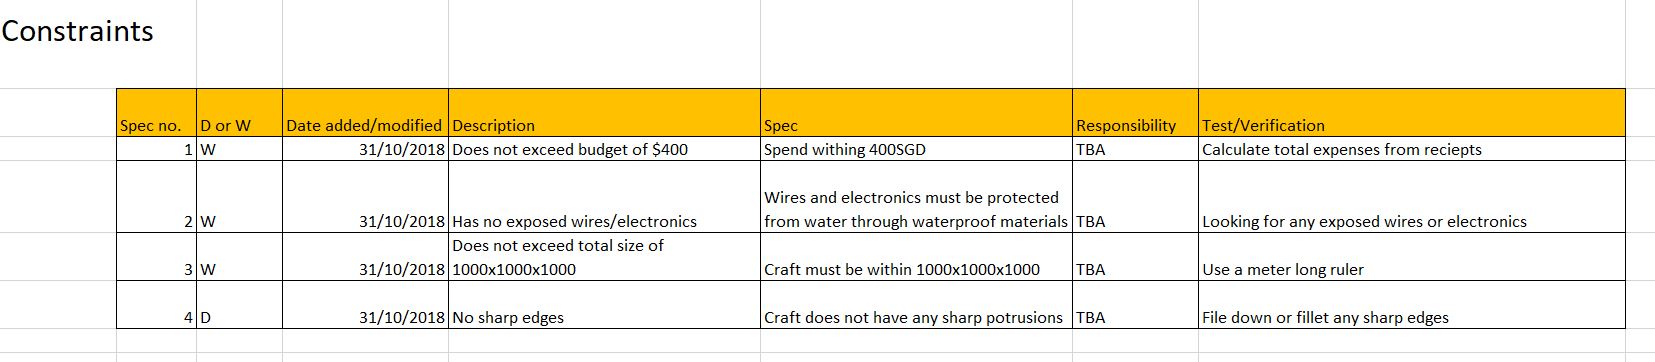 Constraints
Spec no. D or W Date added/modified Description Spec Responsibility Test/Verification
1 W 31/10/2018 Does not exceed budget of $400 Spend withing 400SGD TBA Calculate total expenses from reciepts
Wires and electronics must be protected
2 W 31/10/2018 Has no exposed wires/electronics from water through waterproof materials TBA Looking for any exposed wires or electronics
Does not exceed total size of
3 W 31/10/2018 1000x1000x1000 Craft must be within 1000x1000x1000 TBA Use a meter long ruler
4 D 31/10/2018 No sharp edges Craft does not have any sharp potrusions TBA File down or fillet any sharp edges